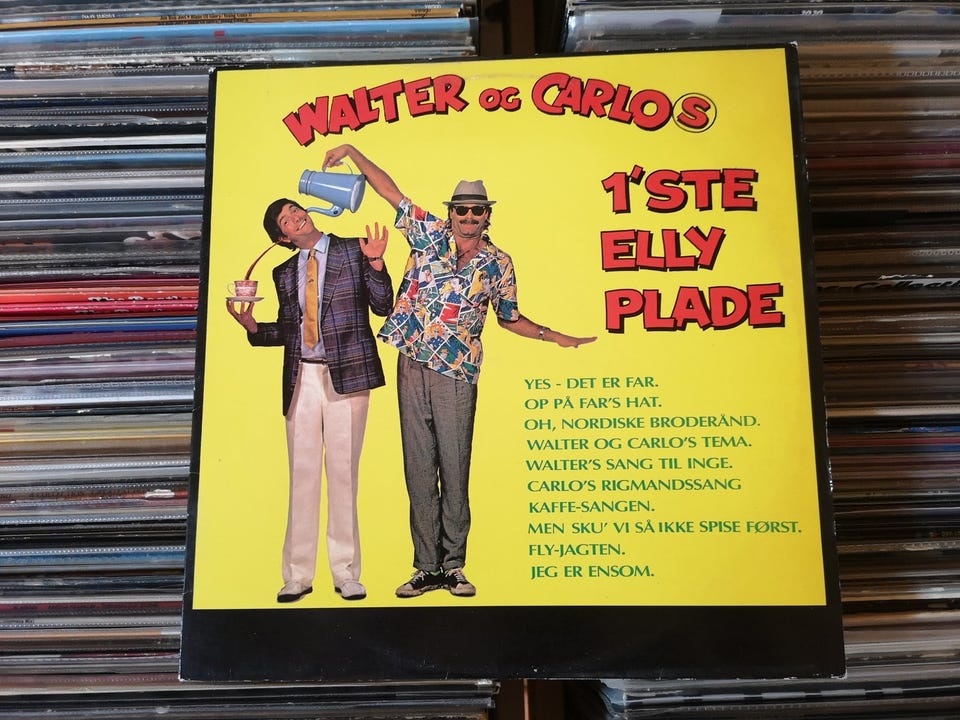 WALTER OG CARLOS
1'STE
ELLY
PLADE
YES - DET ER FAR.
OP PÅ FAR'S HAT.
OH, NORDISKE BRODERÅND.
WALTER OG CARLO'S TEMA.
WALTER'S SANG TIL INGE.
CARLO'S RIGMANDSSANG
KAFFE-SANGEN.
MEN SKU' VI SÅ IKKE SPISE FØRST.
FLY-JAGTEN.
JEG ER ENSOM.